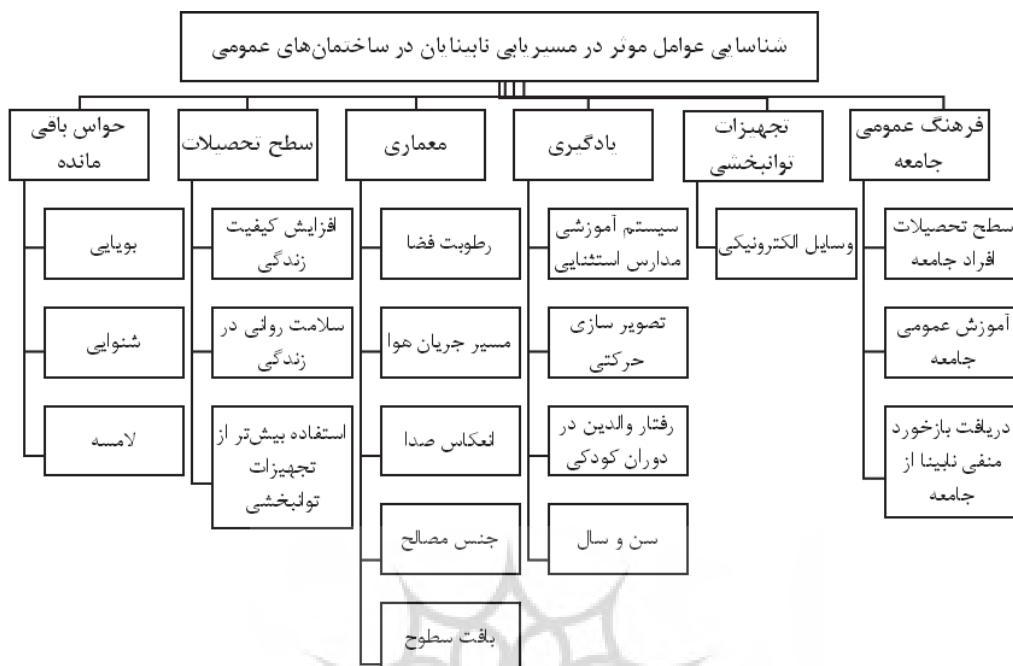 شناسایی عوامل موثر در مسیریابی نابینایان در ساختمان‌های عمومی
فرهنگ عمومی
جامعه
سطح تحصیلات
افراد جامعه
آموزش عمومی
جامعه
دریافت بازخورد
منفی نابینا از
جامعه
تجهیزات
توانبخشی
وسایل الکترونیکی
یادگیری
سیستم آموزشی
مدارس استثنایی
تصویر سازی
حرکتی
رفتار والدین در
دوران کودکی
سن و سال
معماری
رطوبت فضا
مسیر جریان هوا
انعکاس صدا
جنس مصالح
بافت سطوح
سطح تحصیلات
افزایش کیفیت
زندگی
سلامت روانی در
زندگی
استفاده بیش‌تر از
تجهیزات
توانبخشی
حواس باقی
مانده
بویایی
شنوایی
لامسه